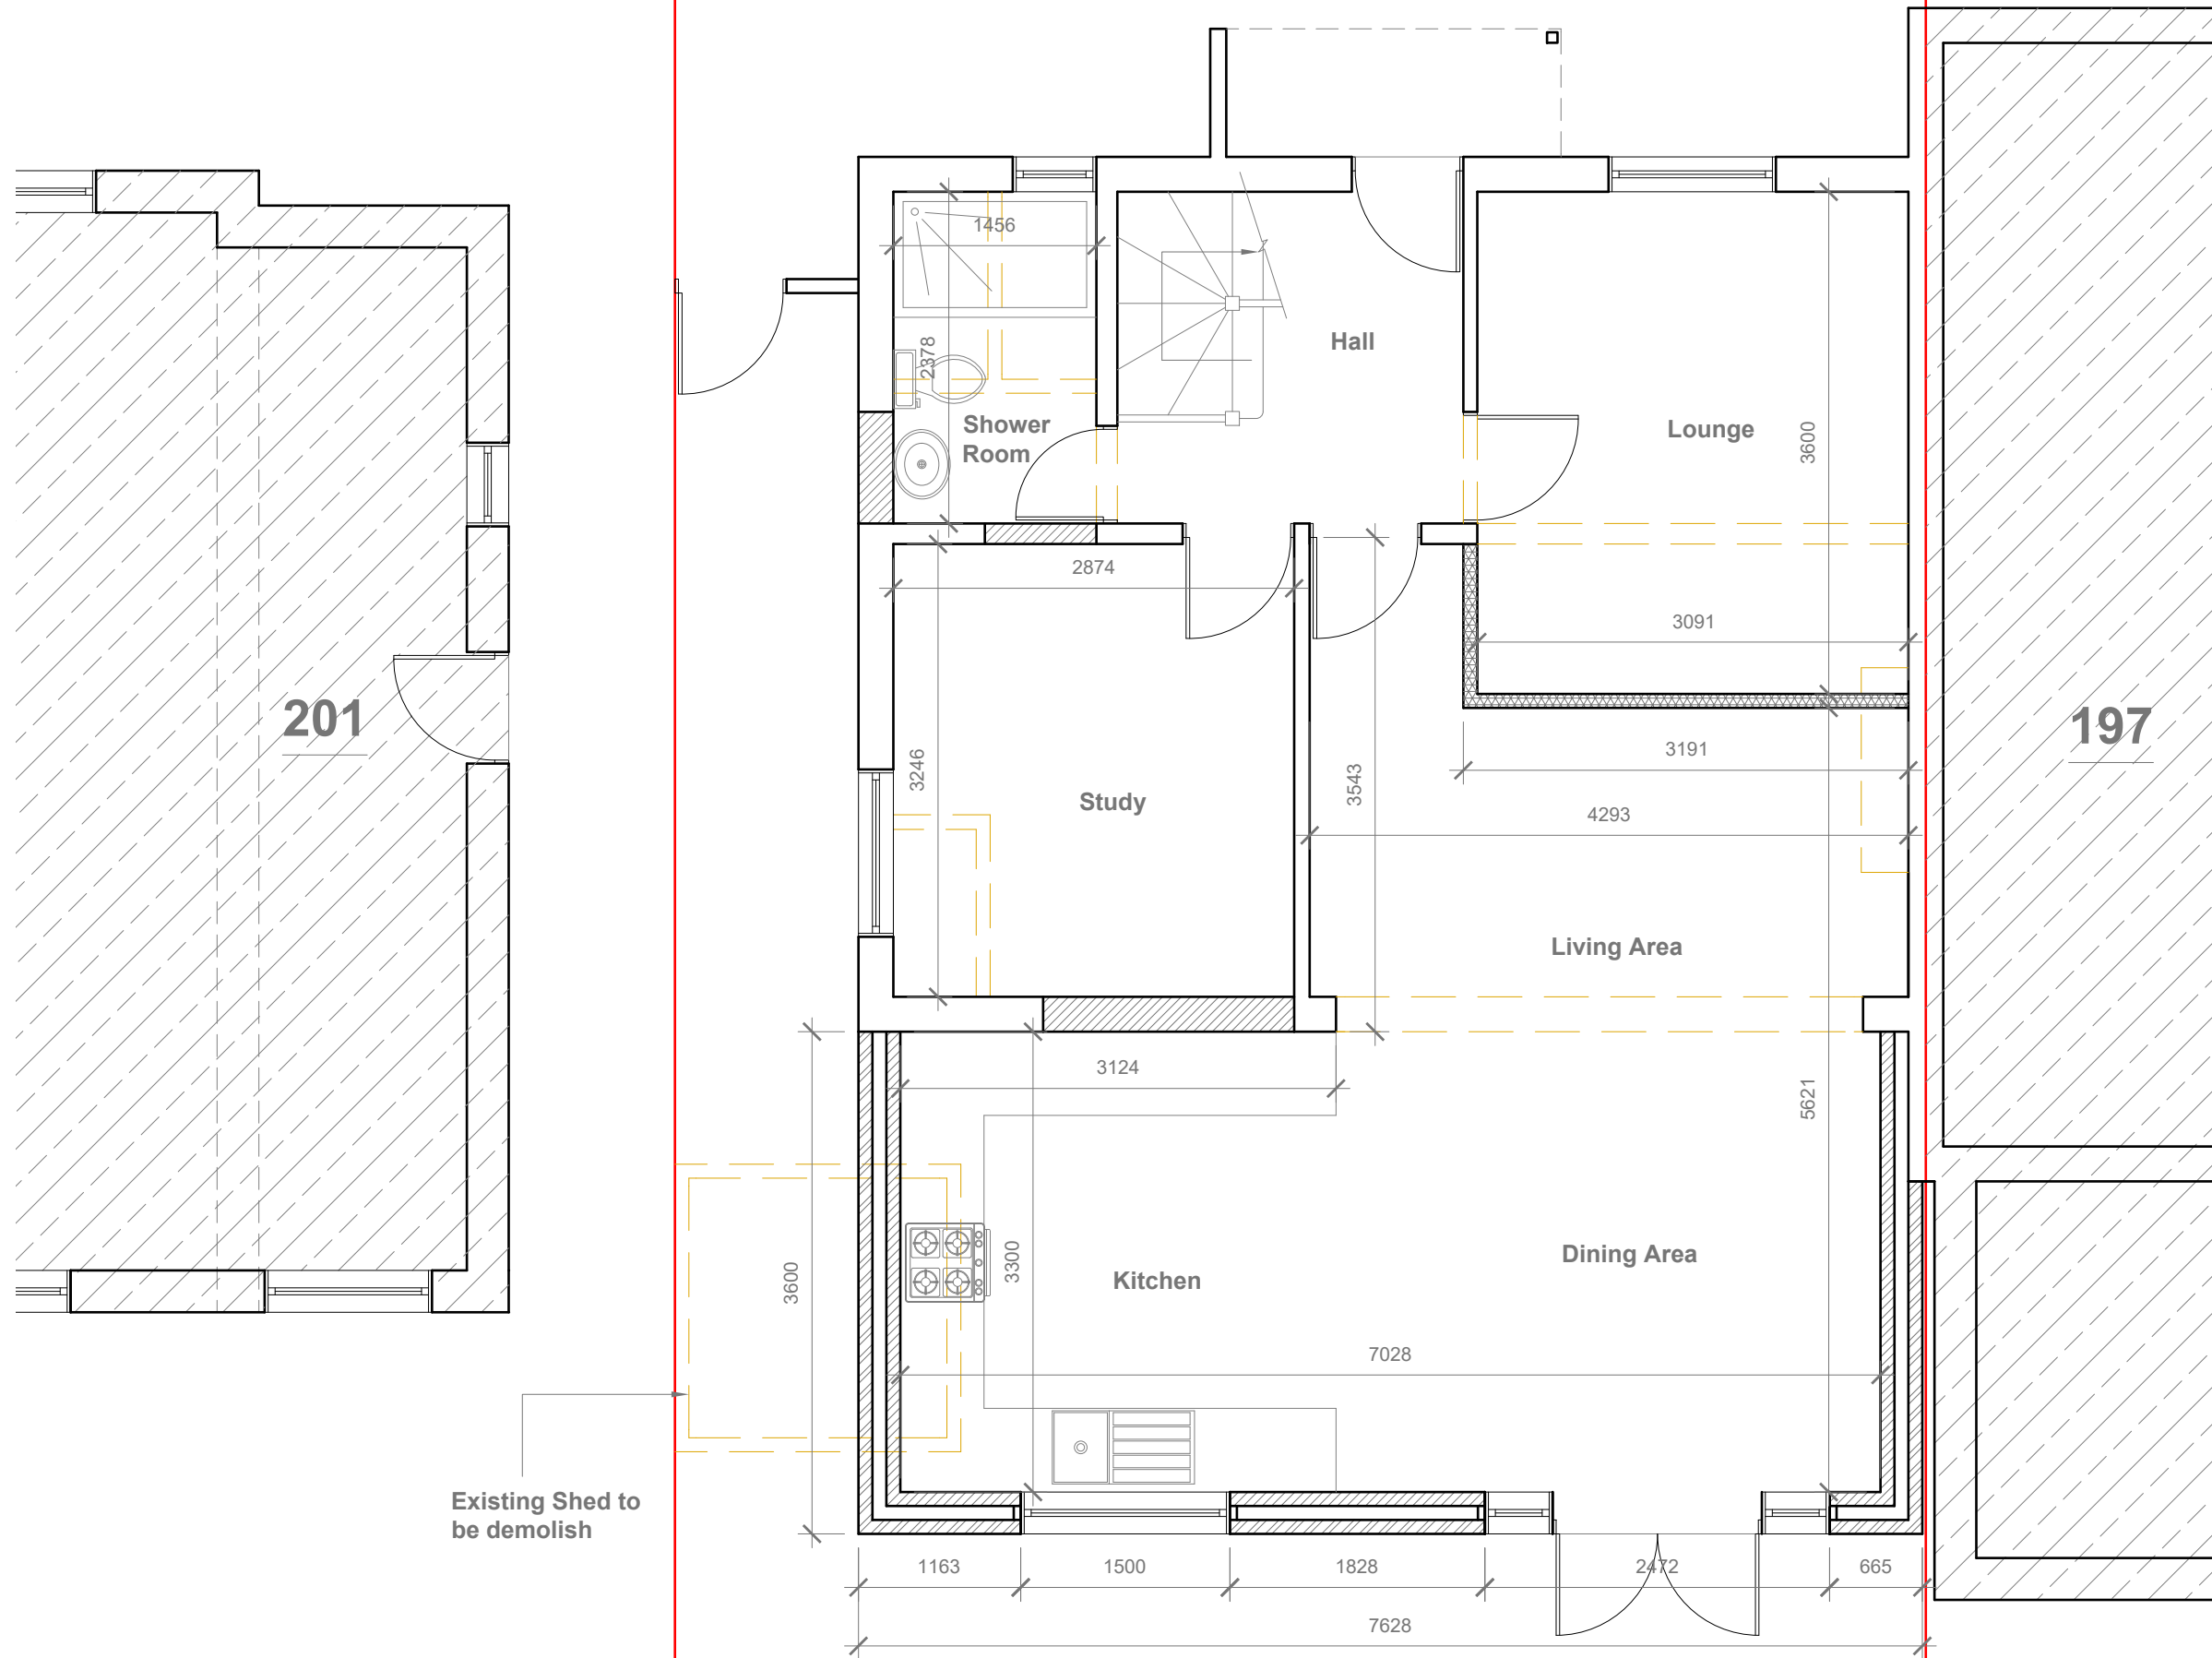 1456
2378
Hall
Shower
Room
Lounge
3600
2874
3091
201
197
3246
3543
3191
Study
4293
Living Area
3124
5621
3600
3300
Kitchen
Dining Area
7028
Existing Shed to
be demolish
1163
1500
1828
2472
665
7628